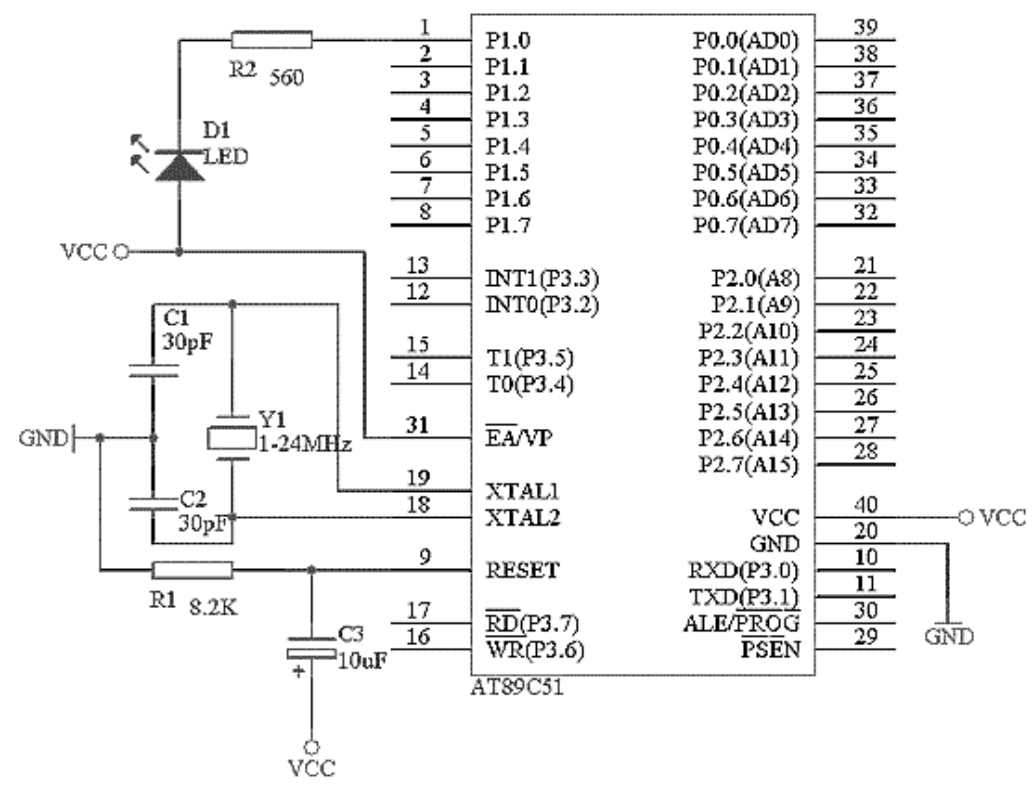 1 P1.0 P0.0(AD0) 39
2 P1.1 P0.1(AD1) 38
3 P1.2 P0.2(AD2) 37
4 P1.3 P0.3(AD3) 36
5 P1.4 P0.4(AD4) 35
6 P1.5 P0.5(AD5) 34
7 P1.6 P0.6(AD6) 33
8 P1.7 P0.7(AD7) 32
R2 560
D1
LED
VCC
13 INT1(P3.3) P2.0(A8) 21
12 INT0(P3.2) P2.1(A9) 22
P2.2(A10) 23
15 T1(P3.5) P2.3(A11) 24
14 T0(P3.4) P2.4(A12) 25
P2.5(A13) 26
31 EA/VP P2.6(A14) 27
P2.7(A15) 28
C1
30pF
GND
Y1
1-24MHz
C2
30pF
19 XTAL1
18 XTAL2 VCC 40 VCC
GND 20
9 RESET RXD(P3.0) 10
TXD(P3.1) 11
17 RD(P3.7) ALE/PROG 30
16 WR(P3.6) PSEN 29
GND
R1 8.2K
C3
10uF
+
VCC
AT89C51